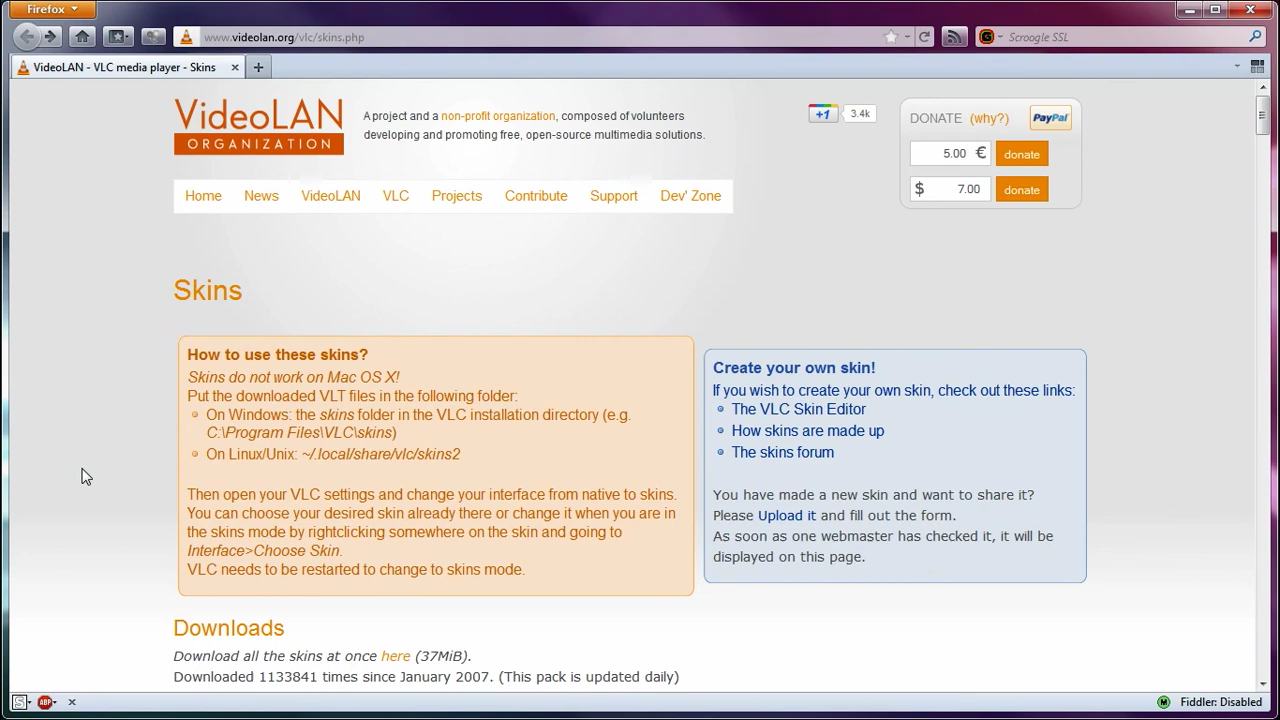 Firefox
www.videolan.org/vlc/skins.php
Scroogle SSL
VideoLAN - VLC media player - Skins
VideoLAN
ORGANIZATION
A project and a non-profit organization, composed of volunteers
developing and promoting free, open-source multimedia solutions.
+1 3.4k
DONATE (why?) PayPal
5.00 € donate
$ 7.00 donate
Home News VideoLAN VLC Projects Contribute Support Dev' Zone
Skins
How to use these skins?
Skins do not work on Mac OS X!
Put the downloaded VLT files in the following folder:
On Windows: the skins folder in the VLC installation directory (e.g.
C:\Program Files\VLC\skins)
On Linux/Unix: ~/.local/share/vlc/skins2
Then open your VLC settings and change your interface from native to skins.
You can choose your desired skin already there or change it when you are in
the skins mode by rightclicking somewhere on the skin and going to
Interface>Choose Skin.
VLC needs to be restarted to change to skins mode.
Create your own skin!
If you wish to create your own skin, check out these links:
The VLC Skin Editor
How skins are made up
The skins forum
You have made a new skin and want to share it?
Please Upload it and fill out the form.
As soon as one webmaster has checked it, it will be
displayed on this page.
Downloads
Download all the skins at once here (37MiB).
Downloaded 1133841 times since January 2007. (This pack is updated daily)
S ABP
Fiddler: Disabled